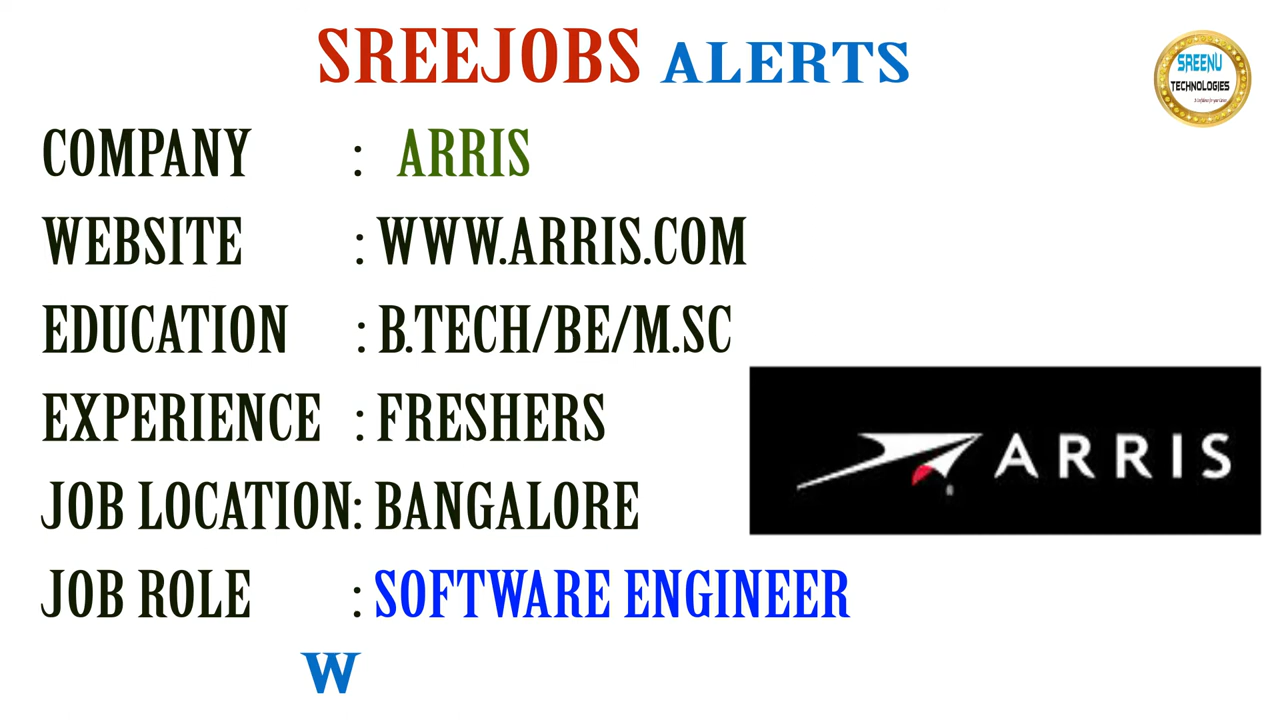 SREEJOBS ALERTS
SREENU
TECHNOLOGIES
COMPANY : ARRIS
WEBSITE : WWW.ARRIS.COM
EDUCATION : B.TECH/BE/M.SC
EXPERIENCE : FRESHERS
JOB LOCATION: BANGALORE
JOB ROLE : SOFTWARE ENGINEER
ARRIS
W